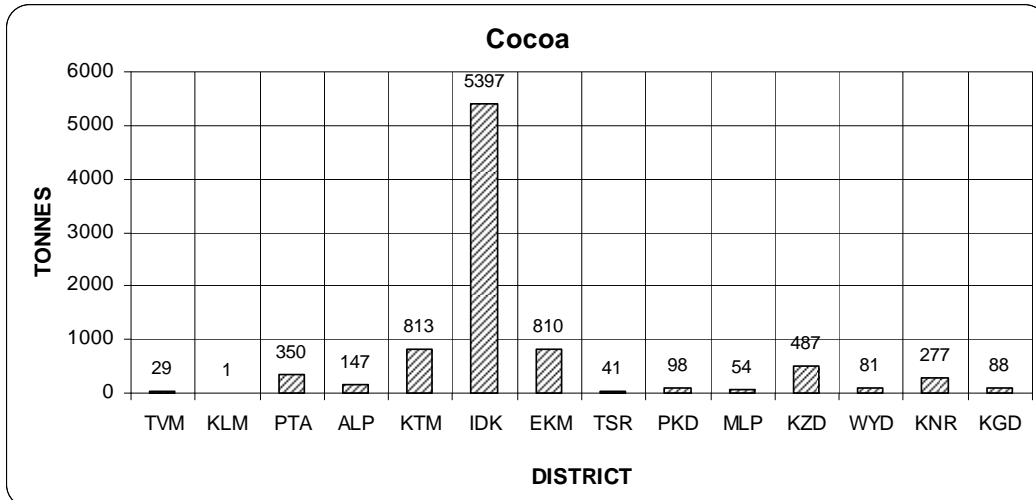 Cocoa
6000
5000
4000
3000
2000
1000
0
TONNES
29 1 350 147 813 5397 810 41 98 54 487 81 277 88
TVM KLM PTA ALP KTM IDK EKM TSR PKD MLP KZD WYD KNR KGD
DISTRICT